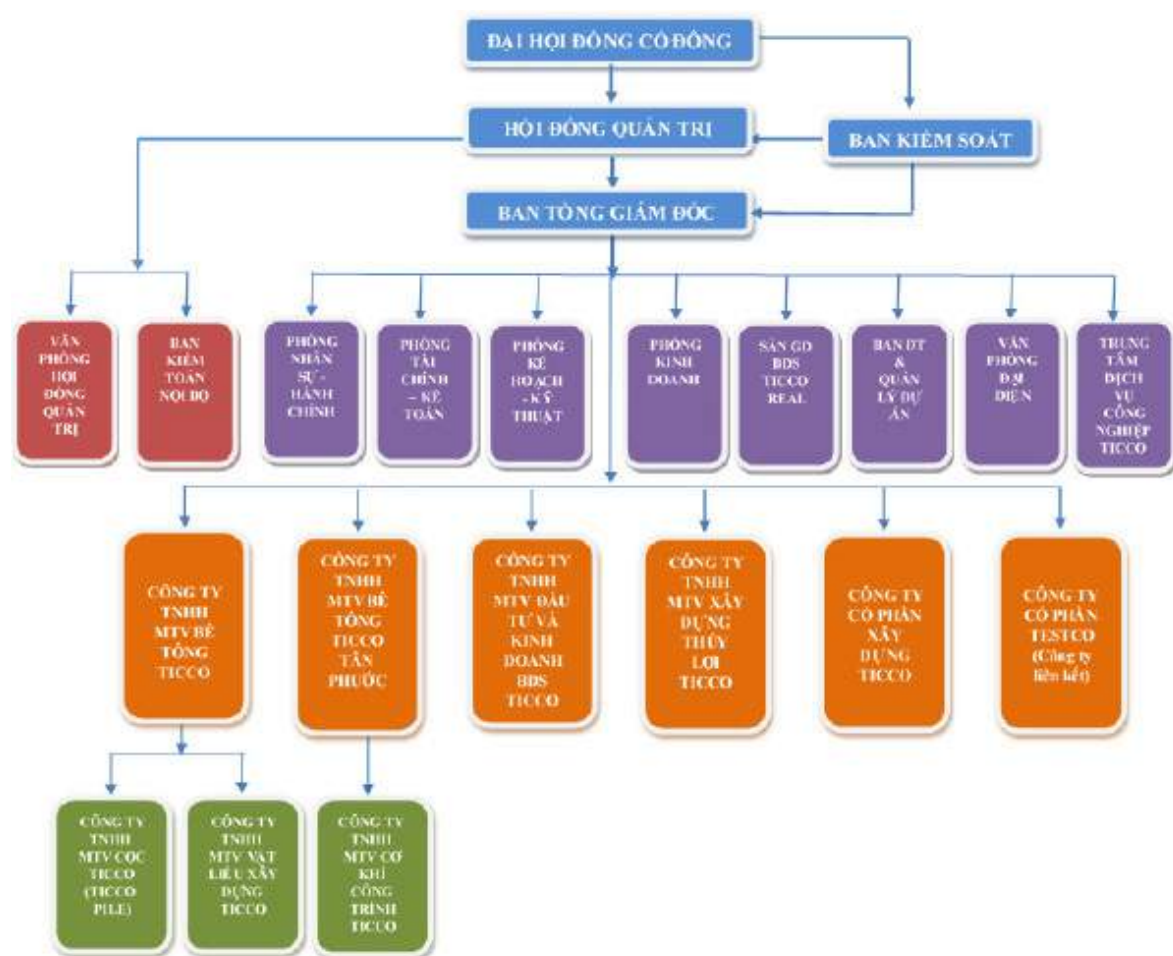 ĐẠI HỘI ĐỒNG CỔ ĐÔNG
HỘI ĐỒNG QUẢN TRỊ
BAN KIỂM SOÁT
BAN TỔNG GIÁM ĐỐC
VĂN
PHÒNG
HỘI
ĐỒNG
QUẢN
TRỊ
BAN
KIỂM
TOÁN
NỘI BỘ
PHÒNG
NHÂN
SỰ -
HÀNH
CHÍNH
PHÒNG
TÀI
CHÍNH
– KẾ
TOÁN
PHÒNG
KẾ
HOẠCH
- KỸ
THUẬT
PHÒNG
KINH
DOANH
SÀN GD
BDS
TICCO
REAL
BAN DT
&
QUẢN
LÝ DỰ
ÁN
VĂN
PHÒNG
ĐẠI
DIỆN
TRUNG
TÂM
DỊCH
VỤ
CÔNG
NGHIỆP
TICCO
CÔNG TY
TNHH
MTV BÊ
TÔNG
TICCO
CÔNG TY
TNHH
MTV BÊ
TÔNG
TICCO
TÂN
PHƯỚC
CÔNG TY
TNHH
MTV ĐẦU
TƯ VÀ
KINH
DOANH
BDS
TICCO
CÔNG TY
TNHH
MTV XÂY
DỰNG
THỦY
LỢI
TICCO
CÔNG TY
CỔ PHẦN
XÂY
DỰNG
TICCO
CÔNG TY
CỔ PHẦN
TESTCO
(Công ty
liên kết)
CÔNG TY
TNHH
MTV CỌC
TICCO
(TICCO
PILE)
CÔNG TY
TNHH
MTV VẬT
LIỆU XÂY
DỰNG
TICCO
CÔNG TY
TNHH
MTV CƠ
KHÍ
CÔNG
TRÌNH
TICCO